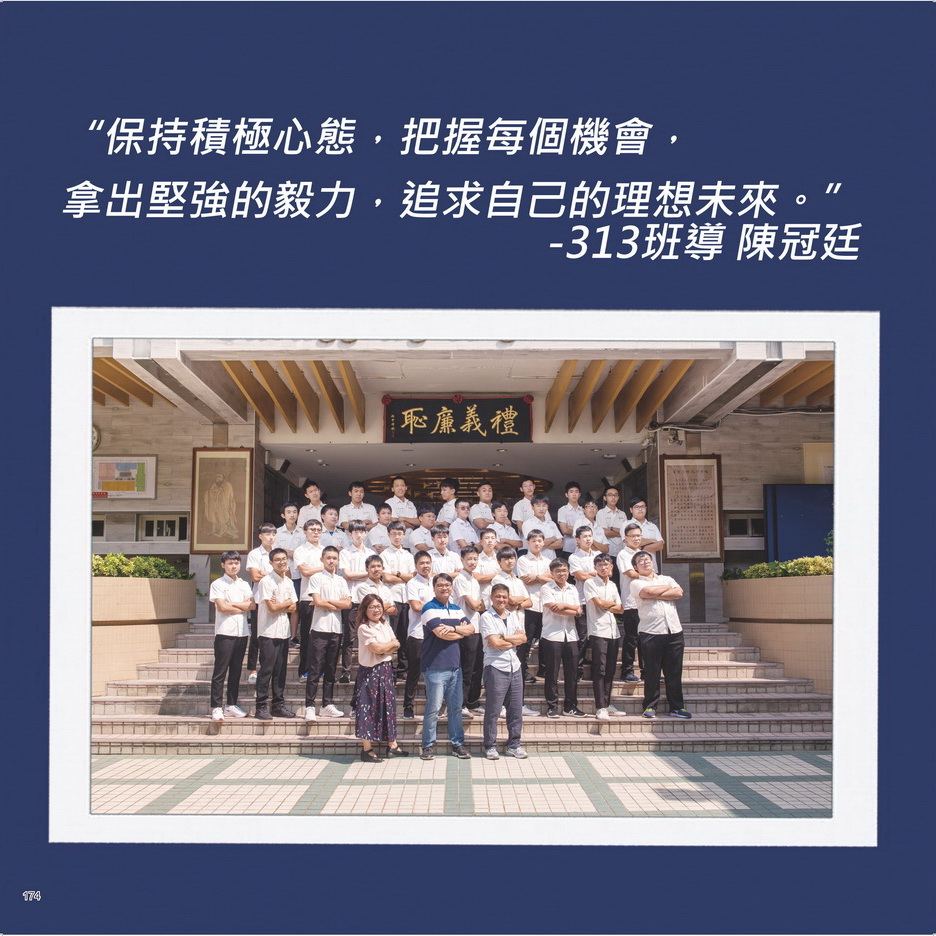 “保持積極心態，把握每個機會，
拿出堅強的毅力，追求自己的理想未來。”
-313班導 陳冠廷
恥廉義禮
174